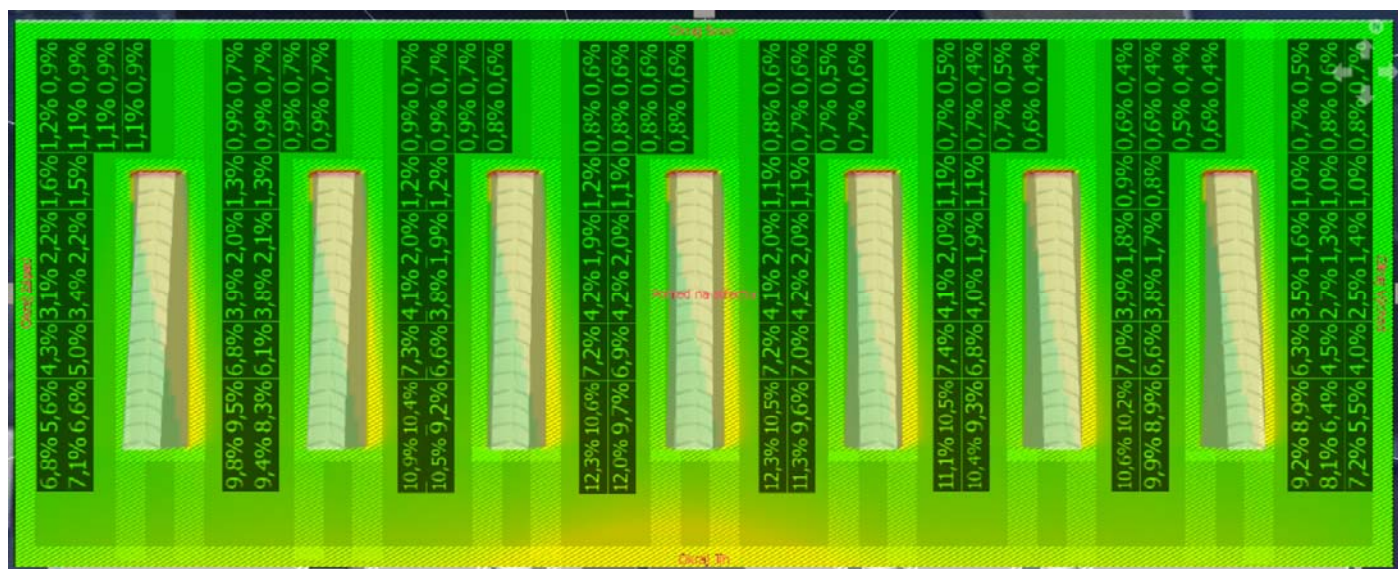 Okraj Sever
Okraj západ
6,8% 5,6% 4,3% 3,1% 2,2% 1,6% 1,2% 0,9%
7,1% 6,6% 5,0% 3,4% 2,2% 1,5% 1,1% 0,9%
1,1% 0,9%
1,1% 0,9%
9,8% 9,5% 6,8% 3,9% 2,0% 1,3% 0,9% 0,7%
9,4% 8,3% 6,1% 3,8% 2,1% 1,3% 0,9% 0,7%
0,9% 0,7%
0,9% 0,7%
10,9% 10,4% 7,3% 4,1% 2,0% 1,2% 0,9% 0,7%
10,5% 9,2% 6,6% 3,8% 1,9% 1,2% 0,9% 0,7%
0,9% 0,7%
0,8% 0,6%
12,3% 10,6% 7,2% 4,2% 1,9% 1,2% 0,8% 0,6%
12,0% 9,7% 6,9% 4,2% 2,0% 1,1% 0,8% 0,6%
0,8% 0,6%
0,8% 0,6%
12,3% 10,5% 7,2% 4,1% 2,0% 1,1% 0,8% 0,6%
11,3% 9,6% 7,0% 4,2% 2,0% 1,1% 0,7% 0,6%
0,7% 0,5%
0,7% 0,6%
11,1% 10,5% 7,4% 4,1% 2,0% 1,1% 0,7% 0,5%
10,4% 9,3% 6,8% 4,0% 1,9% 1,1% 0,7% 0,4%
0,7% 0,5%
0,6% 0,4%
10,6% 10,2% 7,0% 3,9% 1,8% 0,9% 0,6% 0,4%
9,9% 8,9% 6,6% 3,9% 1,7% 0,8% 0,6% 0,4%
0,5% 0,4%
0,6% 0,4%
9,2% 8,9% 6,3% 3,5% 1,6% 1,0% 0,7% 0,5%
8,1% 6,4% 4,5% 2,7% 1,3% 1,0% 0,8% 0,6%
7,2% 5,5% 4,0% 2,5% 1,4% 1,0% 0,8%
Okraj Jih